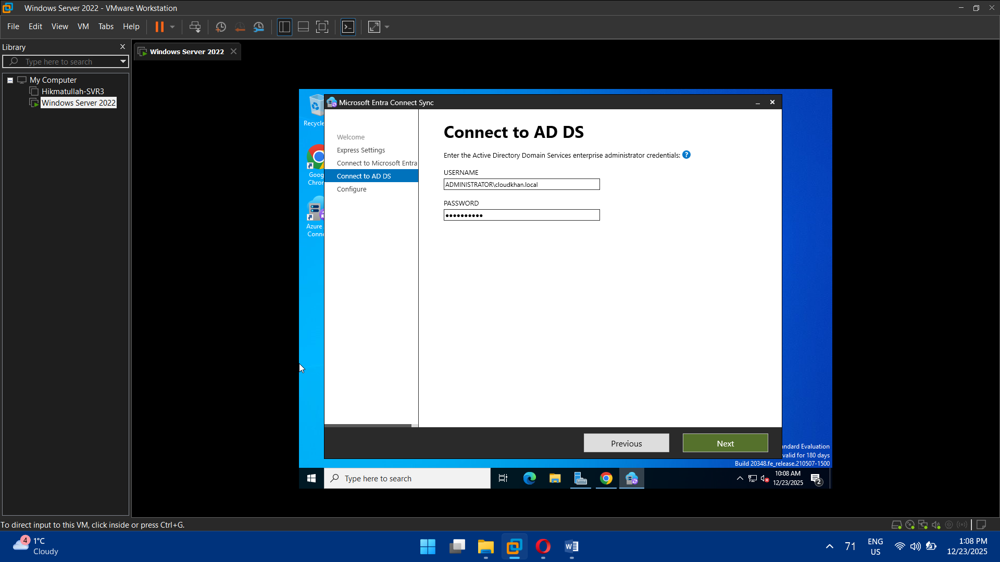 Windows Server 2022 - VMware Workstation
File Edit View VM Tabs Help
Library
Type here to search
My Computer
Hikmatullah-SVR3
Windows Server 2022
Windows Server 2022
Recycle
Goog
Chron
Azure
Conne
Microsoft Entra Connect Sync
Welcome
Express Settings
Connect to Microsoft Entra
Connect to AD DS
Configure
Connect to AD DS
Enter the Active Directory Domain Services enterprise administrator credentials: ?
USERNAME
ADMINISTRATOR\cloudkhan.local
PASSWORD
●●●●●●●●●●
Previous
Next
ndard Evaluation
valid for 180 days
Build 20348.fe_release.210507-1500
Type here to search
10:08 AM
12/23/2025
2
To direct input to this VM, click inside or press Ctrl+G.
4
1°C
Cloudy
71
ENG
US
1:08 PM
12/23/2025